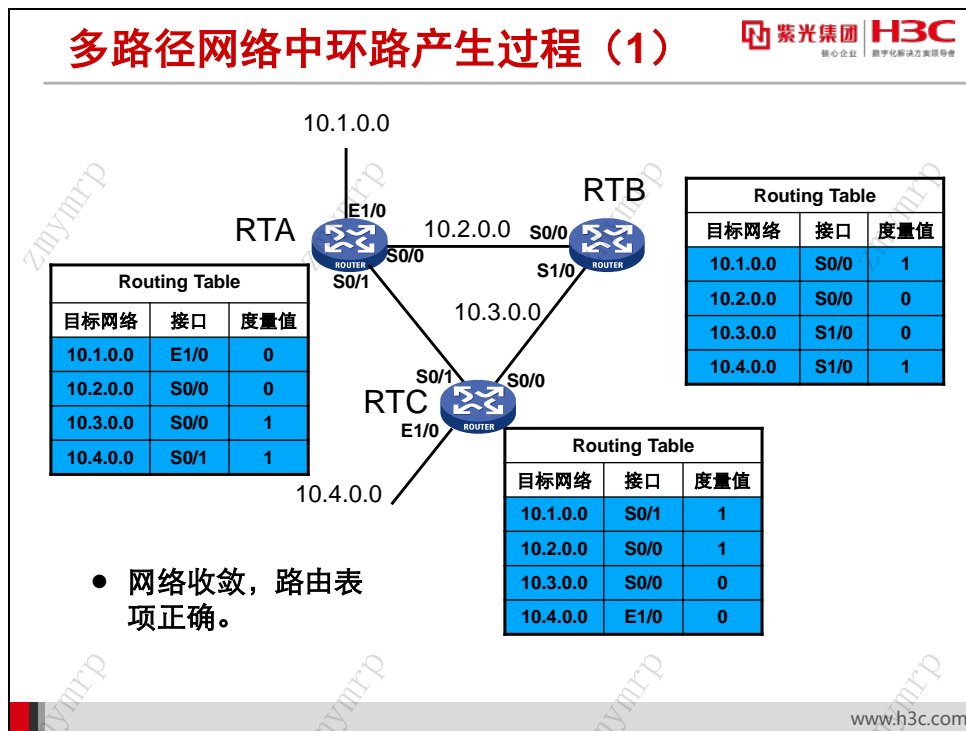 多路径网络中环路产生过程（1）
紫光集团 H3C
核心企业 数字化解决方案领导者
10.1.0.0
RTA
E1/0
S0/0
S0/1
10.2.0.0
RTB
S0/0
S1/0
10.3.0.0
RTC
S0/1
S0/0
E1/0
10.4.0.0
ROUTER
ROUTER
ROUTER
Routing Table
目标网络 接口 度量值
10.1.0.0 E1/0 0
10.2.0.0 S0/0 0
10.3.0.0 S0/0 1
10.4.0.0 S0/1 1
Routing Table
目标网络 接口 度量值
10.1.0.0 S0/0 1
10.2.0.0 S0/0 0
10.3.0.0 S1/0 0
10.4.0.0 S1/0 1
Routing Table
目标网络 接口 度量值
10.1.0.0 S0/1 1
10.2.0.0 S0/0 1
10.3.0.0 S0/0 0
10.4.0.0 E1/0 0
● 网络收敛，路由表
项正确。
zmymrp
zmymrp
zmymrp
zmymrp
zmymrp
zmymrp
www.h3c.com